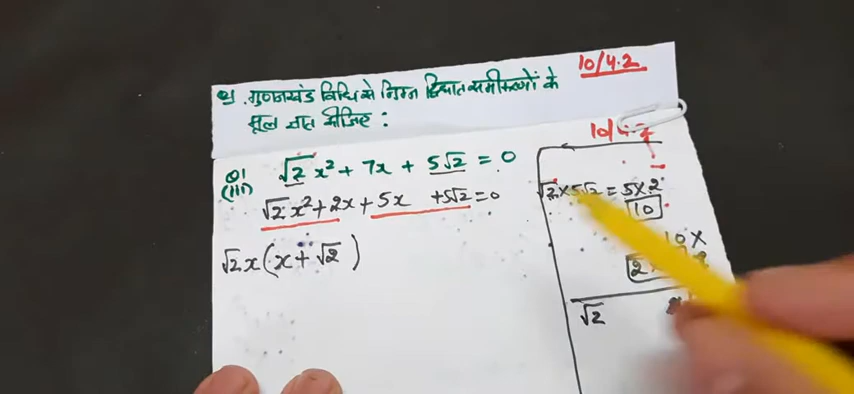 10/4.2
प्र. गुणनखंड विधि से निम्न द्विघात समीकरणों के
मूल ज्ञात कीजिए :
10/4.2
Q1
(iii) √2 x² + 7x + 5√2 = 0
√2 x² + 2x + 5x + 5√2 = 0
√2 x (x + √2)
√2 × 5√2 = 5×2
10
10 ×
√2